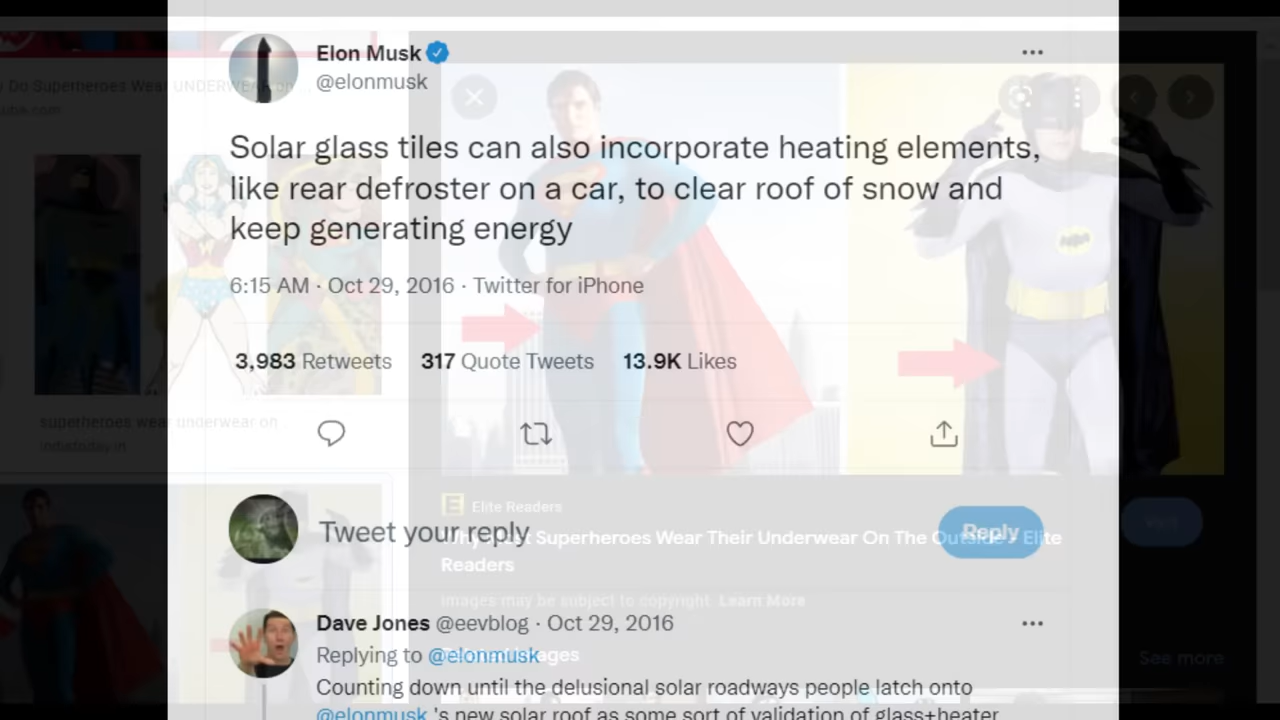 Elon Musk
@elonmusk
Solar glass tiles can also incorporate heating elements,
like rear defroster on a car, to clear roof of snow and
keep generating energy
6:15 AM · Oct 29, 2016 · Twitter for iPhone
3,983 Retweets 317 Quote Tweets 13.9K Likes
Tweet your reply
Reply
Dave Jones @eevblog · Oct 29, 2016
Replying to @elonmusk
Counting down until the delusional solar roadways people latch onto
@elonmusk 's new solar roof as some sort of validation of glass+heater
Do Superheroes Wear UNDERWEAR on
superheroes wear underwear on
E Elite Readers
Superheroes Wear Their Underwear On The Outside - Elite
Readers
Images may be subject to copyright. Learn More
See more